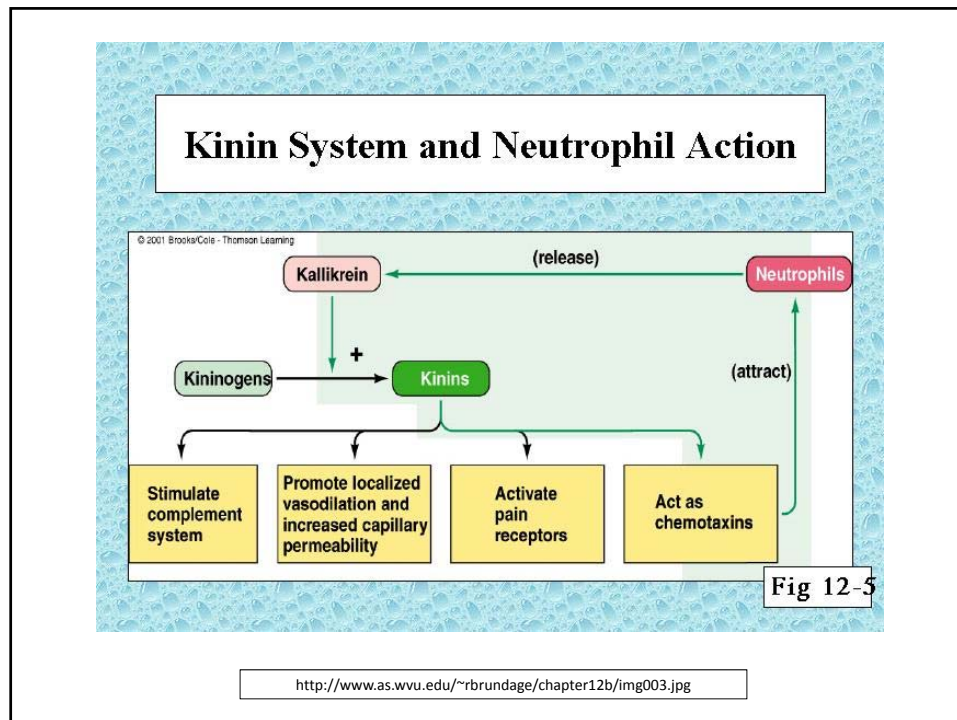 Kinin System and Neutrophil Action
© 2001 Brooks/Cole - Thomson Learning
Kallikrein
(release)
Neutrophils
+
Kininogens
Kinins
(attract)
Stimulate
complement
system
Promote localized
vasodilation and
increased capillary
permeability
Activate
pain
receptors
Act as
chemotaxins
Fig 12-5
http://www.as.wvu.edu/~rbrundage/chapter12b/img003.jpg